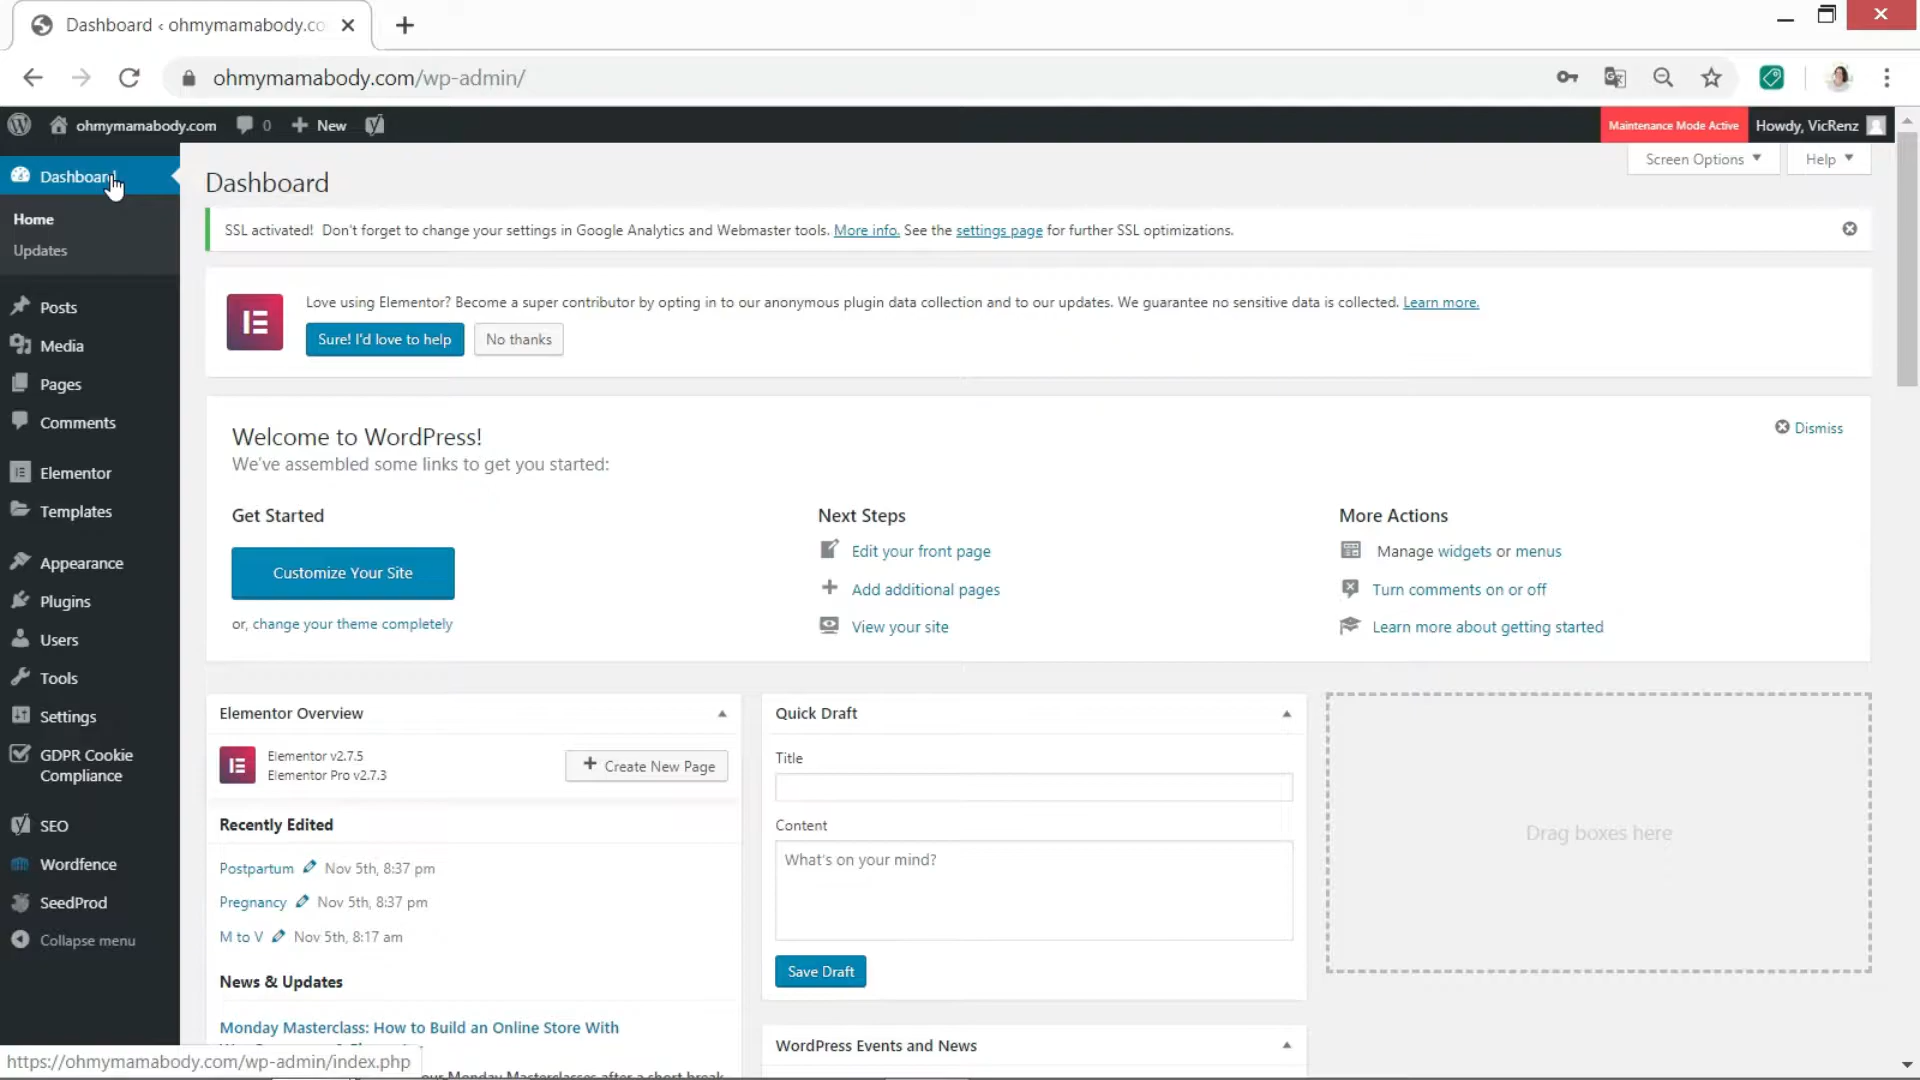 Dashboard ‹ ohmymamabody.co
ohmymamabody.com/wp-admin/
ohmymamabody.com 0 New Maintenance Mode Active Howdy, VicRenz
Screen Options Help
Dashboard
Home
Updates
Posts
Media
Pages
Comments
Elementor
Templates
Appearance
Plugins
Users
Tools
Settings
GDPR Cookie
Compliance
SEO
Wordfence
SeedProd
Collapse menu
Dashboard
SSL activated! Don't forget to change your settings in Google Analytics and Webmaster tools. More info. See the settings page for further SSL optimizations.
Love using Elementor? Become a super contributor by opting in to our anonymous plugin data collection and to our updates. We guarantee no sensitive data is collected. Learn more.
Sure! I'd love to help No thanks
Welcome to WordPress!
Dismiss
We've assembled some links to get you started:
Get Started
Customize Your Site
or, change your theme completely
Next Steps
Edit your front page
Add additional pages
View your site
More Actions
Manage widgets or menus
Turn comments on or off
Learn more about getting started
Elementor Overview
Elementor v2.7.5
Elementor Pro v2.7.3
Create New Page
Recently Edited
Postpartum Nov 5th, 8:37 pm
Pregnancy Nov 5th, 8:37 pm
M to V Nov 5th, 8:17 am
News & Updates
Monday Masterclass: How to Build an Online Store With
our Monday Masterclasses after a short break
Quick Draft
Title
Content
What's on your mind?
Save Draft
WordPress Events and News
Drag boxes here
https://ohmymamabody.com/wp-admin/index.php